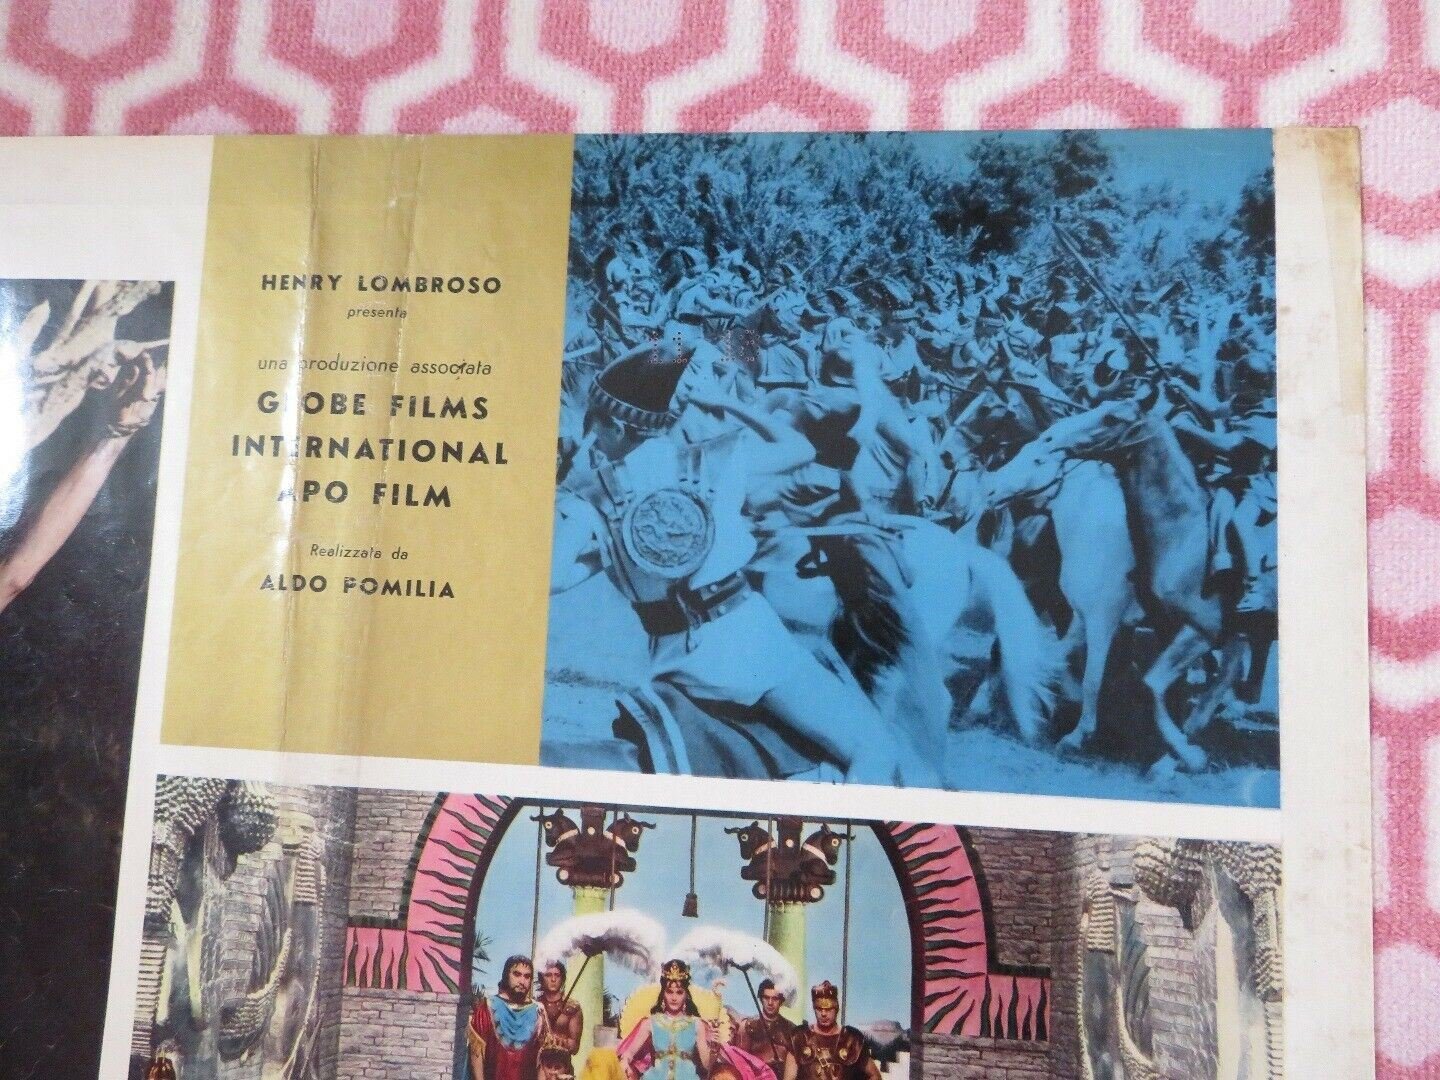 HENRY LOMBROSO
presenta
una produzione associata
GLOBE FILMS
INTERNATIONAL
APO FILM
Realizzata da
ALDO POMILIA